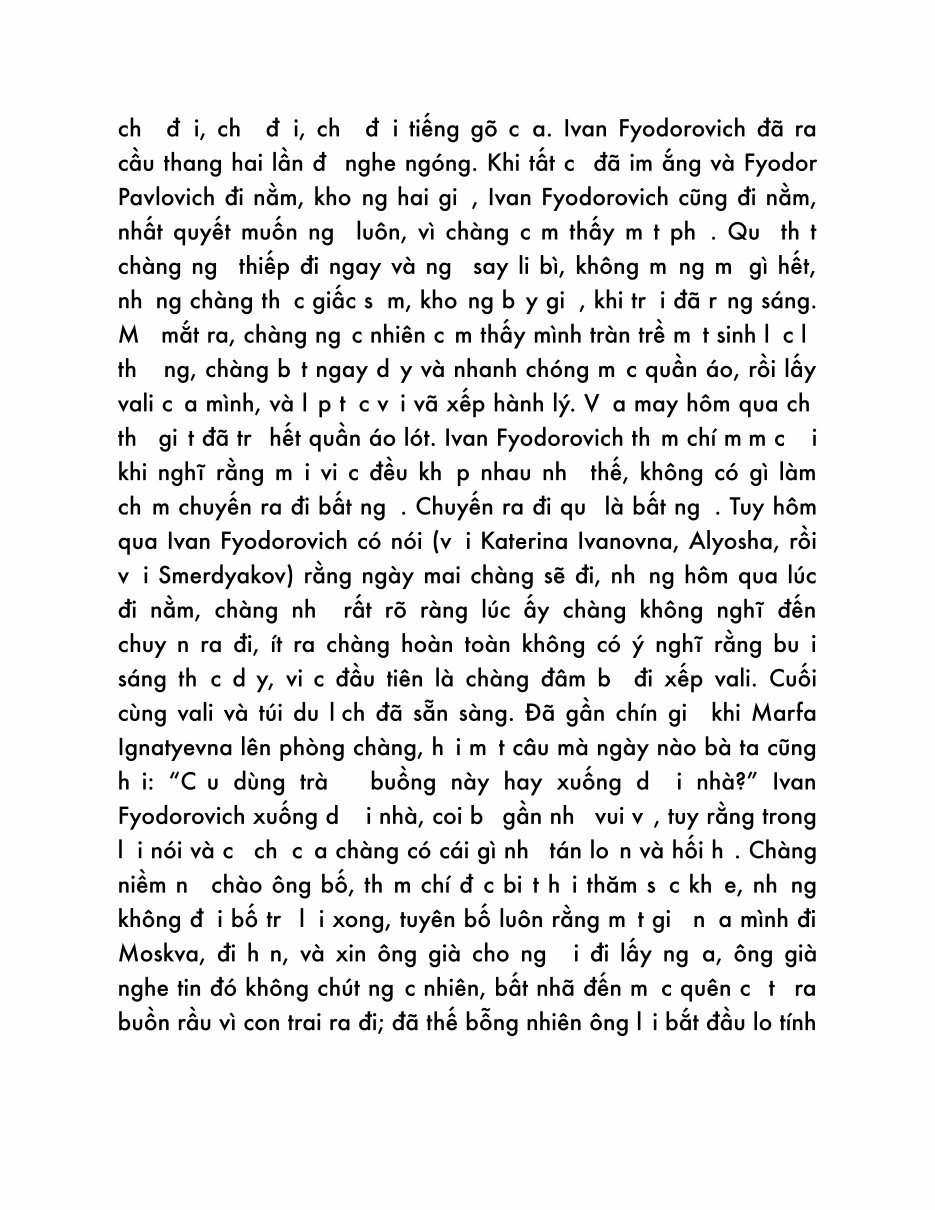 ch đ i, ch đ i, ch đ i tiếng gõ c a. Ivan Fyodorovich đã ra
cầu thang hai lần đ nghe ngóng. Khi tất c đã im ắng và Fyodor
Pavlovich đi nằm, kho ng hai gi , Ivan Fyodorovich cũng đi nằm,
nhất quyết muốn ng luôn, vì chàng c m thấy m t ph . Qu th t
chàng ng thiếp đi ngay và ng say li bì, không m ng m gì hết,
nh ng chàng th c giấc s m, kho ng b y gi , khi tr i đã r ng sáng.
M mắt ra, chàng ng c nhiên c m thấy mình tràn trề m t sinh l c l
th ng, chàng b t ngay d y và nhanh chóng m c quần áo, rồi lấy
vali c a mình, và l p t c v i vã xếp hành lý. V a may hôm qua ch
th gi t đã tr hết quần áo lót. Ivan Fyodorovich th m chí m m c i
khi nghĩ rằng m i vi c đều kh p nhau nh thế, không có gì làm
ch m chuyến ra đi bất ng . Chuyến ra đi qu là bất ng . Tuy hôm
qua Ivan Fyodorovich có nói (v i Katerina Ivanovna, Alyosha, rồi
v i Smerdyakov) rằng ngày mai chàng sẽ đi, nh ng hôm qua lúc
đi nằm, chàng nh rất rõ ràng lúc ấy chàng không nghĩ đến
chuy n ra đi, ít ra chàng hoàn toàn không có ý nghĩ rằng bu i
sáng th c d y, vi c đầu tiên là chàng đâm b đi xếp vali. Cuối
cùng vali và túi du l ch đã sẵn sàng. Đã gần chín gi khi Marfa
Ignatyevna lên phòng chàng, h i m t câu mà ngày nào bà ta cũng
h i: “C u dùng trà buồng này hay xuống d i nhà?” Ivan
Fyodorovich xuống d i nhà, coi b gần nh vui v , tuy rằng trong
l i nói và c ch c a chàng có cái gì nh tán lo n và hối h . Chàng
niềm n chào ông bố, th m chí đ c bi t h i thăm s c kh e, nh ng
không đ i bố tr l i xong, tuyên bố luôn rằng m t gi n a mình đi
Moskva, đi h n, và xin ông già cho ng i đi lấy ng a, ông già
nghe tin đó không chút ng c nhiên, bất nhã đến m c quên c t ra
buồn rầu vì con trai ra đi; đã thế bỗng nhiên ông l i bắt đầu lo tính